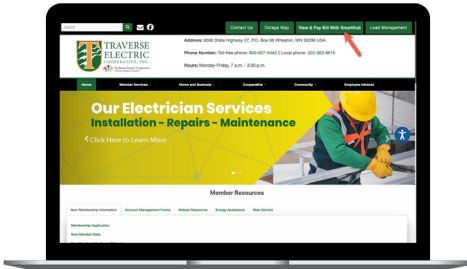 Search
Contact Us
Outage Map
View & Pay Bill With SmartHub
Load Management
TRAVERSE
ELECTRIC
COOPERATIVE, INC.
A Touchstone Energy® Cooperative
Address: 8590 State Highway 27, P.O. Box 66 Wheaton, MN 56296 USA
Phone Number: Toll-free phone: 800-927-5443 | Local phone: 320-563-8616
Hours: Monday-Friday, 7 a.m. - 3:30 p.m.
Home
Member Services
Home and Business
Cooperative
Community
Employee Intranet
Our Electrician Services
Installation - Repairs - Maintenance
Click Here to Learn More
Member Resources
New Membership Information
Account Management Forms
Rebate Resources
Energy Assistance
Start Service
Membership Application
New Member Data